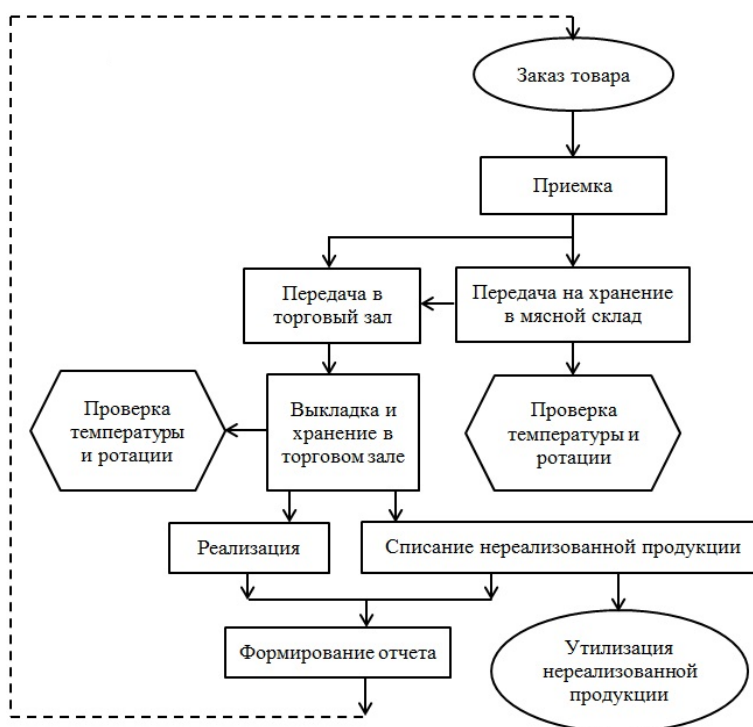 Заказ товара
Приемка
Передача в
торговый зал
Передача на хранение
в мясной склад
Проверка
температуры
и ротации
Выкладка и
хранение в
торговом зале
Проверка
температуры и
ротации
Реализация
Списание нереализованной продукции
Формирование отчета
Утилизация
нереализованной
продукции